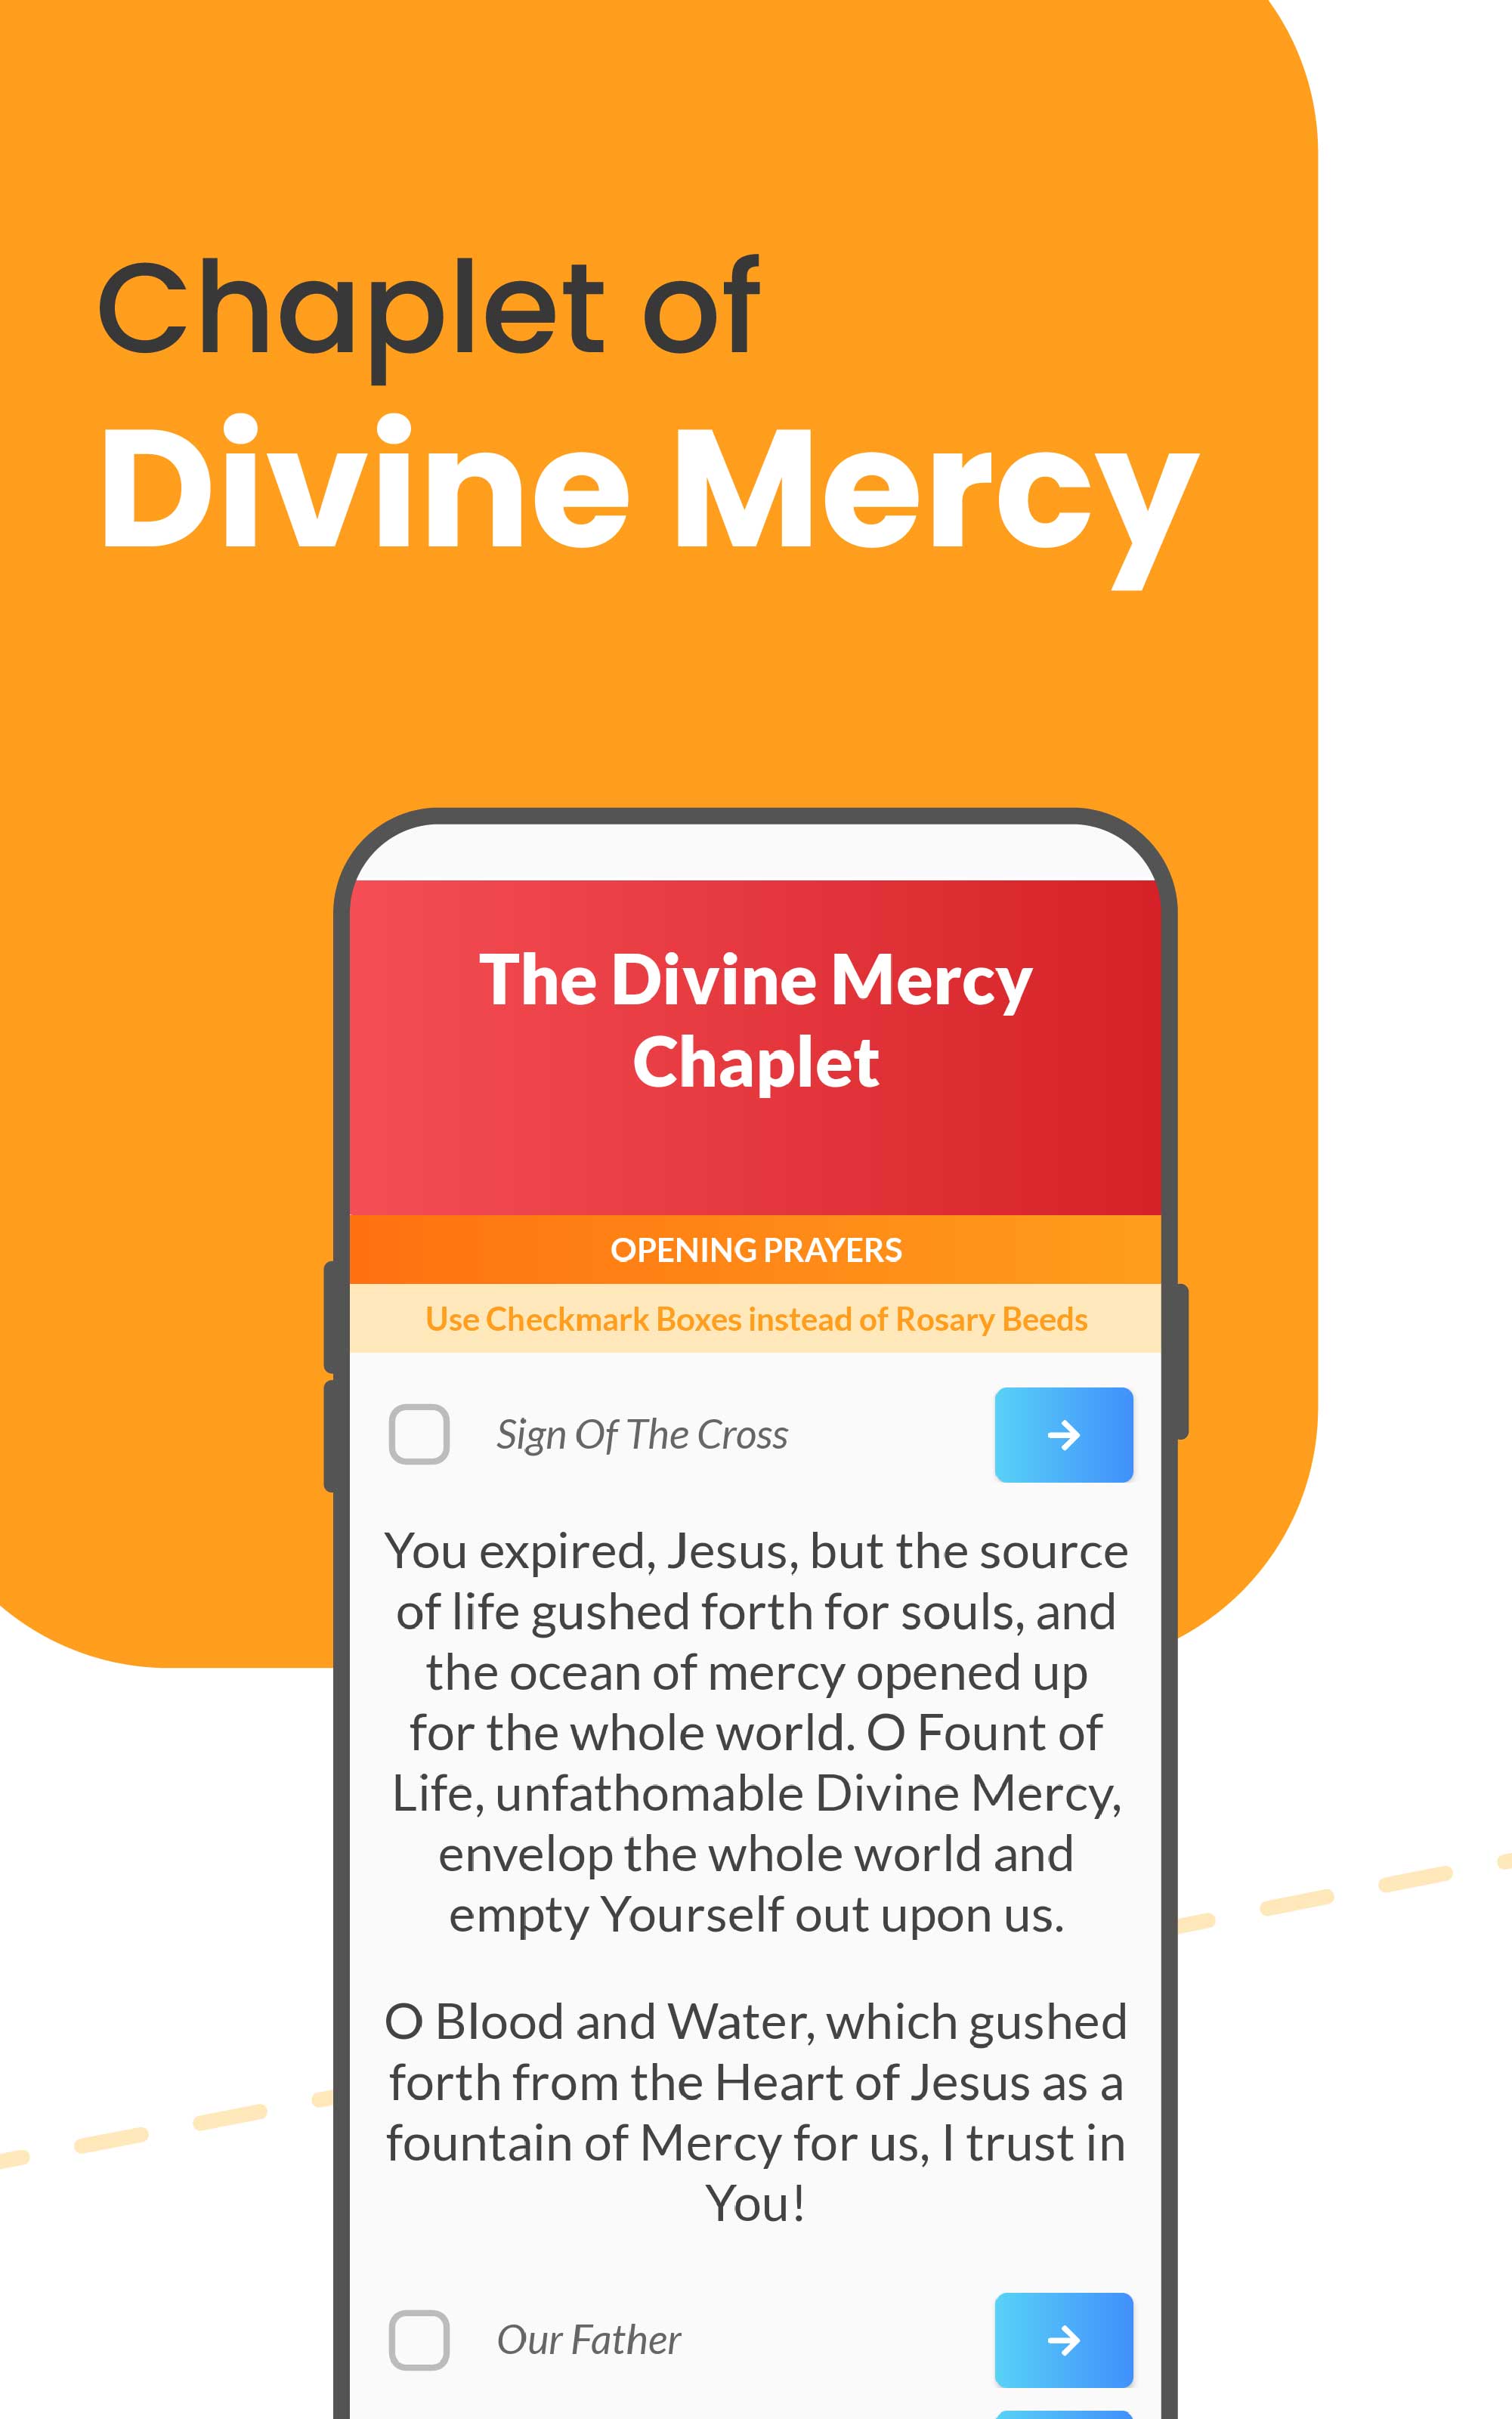 Chaplet of
Divine Mercy
The Divine Mercy
Chaplet
OPENING PRAYERS
Use Checkmark Boxes instead of Rosary Beeds
Sign Of The Cross
You expired, Jesus, but the source
of life gushed forth for souls, and
the ocean of mercy opened up
for the whole world. O Fount of
Life, unfathomable Divine Mercy,
envelop the whole world and
empty Yourself out upon us.
O Blood and Water, which gushed
forth from the Heart of Jesus as a
fountain of Mercy for us, I trust in
You!
Our Father